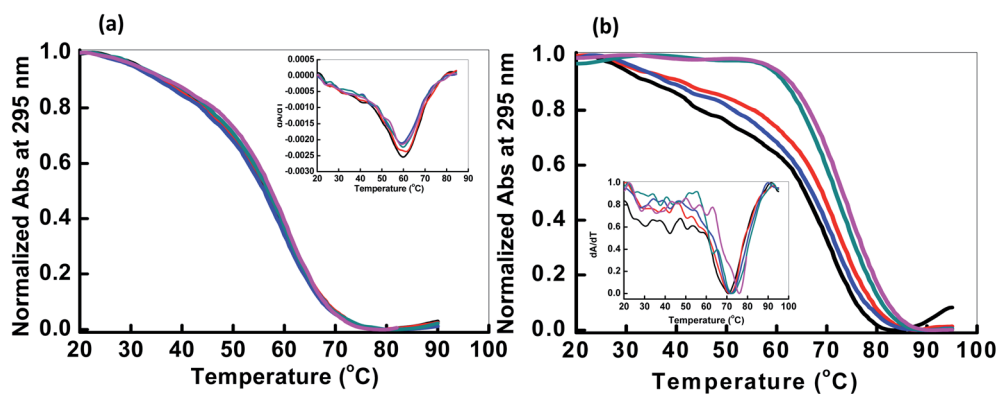 (a)
Normalized Abs at 295 nm
1.0
0.8
0.6
0.4
0.2
0.0
20 30 40 50 60 70 80 90 100
Temperature (°C)
dA/dT
0.0005
0.0000
-0.0005
-0.0010
-0.0015
-0.0020
-0.0025
-0.0030
20 30 40 50 60 70 80 90
Temperature (°C)
(b)
Normalized Abs at 295 nm
1.0
0.8
0.6
0.4
0.2
0.0
20 30 40 50 60 70 80 90 100
Temperature (°C)
dA/dT
1.0
0.8
0.6
0.4
0.2
0.0
20 30 40 50 60 70 80 90 100
Temperature (°C)